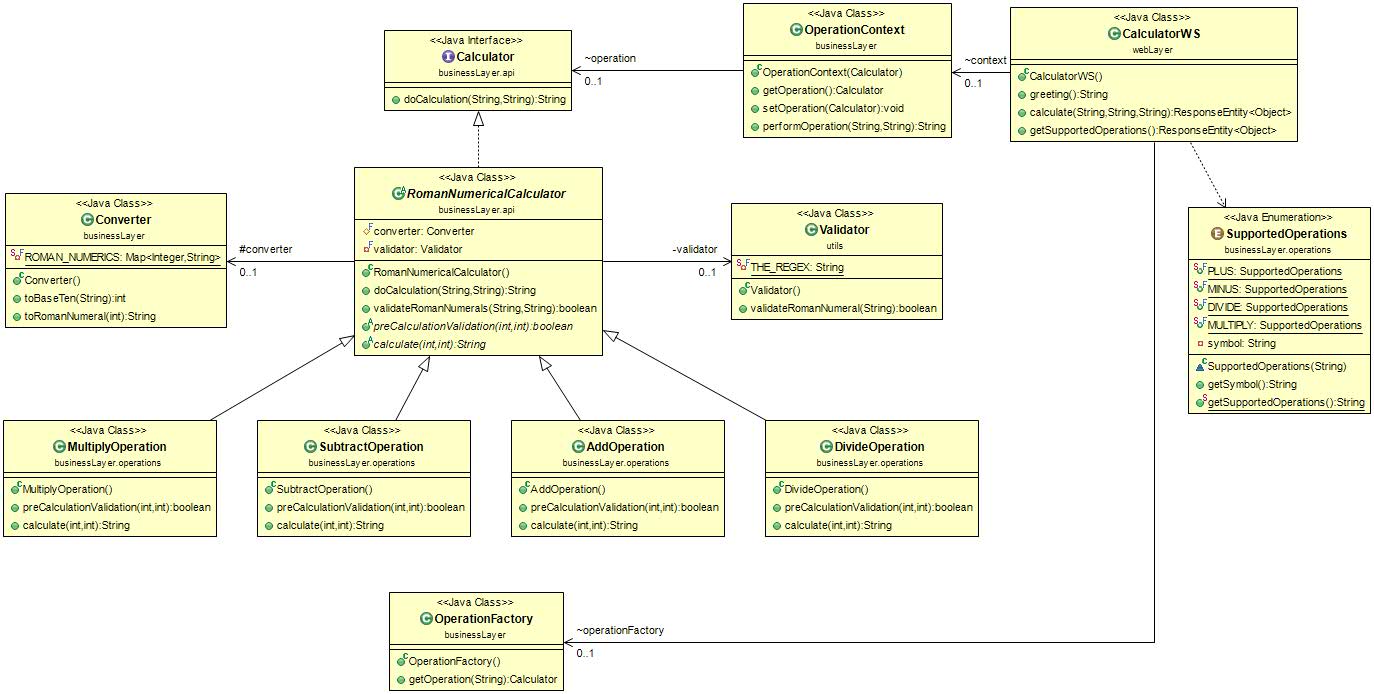 <<Java Interface>>
Calculator
businessLayer.api
doCalculation(String,String):String
~operation
0..1
<<Java Class>>
OperationContext
businessLayer
OperationContext(Calculator)
getOperation():Calculator
setOperation(Calculator):void
performOperation(String,String):String
~context
0..1
<<Java Class>>
CalculatorWS
webLayer
CalculatorWS()
greeting():String
calculate(String,String,String):ResponseEntity<Object>
getSupportedOperations():ResponseEntity<Object>
<<Java Class>>
Converter
businessLayer
ROMAN_NUMERICS: Map<Integer,String>
Converter()
toBaseTen(String):int
toRomanNumeral(int):String
#converter
0..1
<<Java Class>>
RomanNumericalCalculator
businessLayer.api
converter: Converter
validator: Validator
RomanNumericalCalculator()
doCalculation(String,String):String
validateRomanNumerals(String,String):boolean
preCalculationValidation(int,int):boolean
calculate(int,int):String
-validator
0..1
<<Java Class>>
Validator
utils
THE_REGEX: String
Validator()
validateRomanNumeral(String):boolean
<<Java Enumeration>>
SupportedOperations
businessLayer.operations
PLUS: SupportedOperations
MINUS: SupportedOperations
DIVIDE: SupportedOperations
MULTIPLY: SupportedOperations
symbol: String
SupportedOperations(String)
getSymbol():String
getSupportedOperations():String
<<Java Class>>
MultiplyOperation
businessLayer.operations
MultiplyOperation()
preCalculationValidation(int,int):boolean
calculate(int,int):String
<<Java Class>>
SubtractOperation
businessLayer.operations
SubtractOperation()
preCalculationValidation(int,int):boolean
calculate(int,int):String
<<Java Class>>
AddOperation
businessLayer.operations
AddOperation()
preCalculationValidation(int,int):boolean
calculate(int,int):String
<<Java Class>>
DivideOperation
businessLayer.operations
DivideOperation()
preCalculationValidation(int,int):boolean
calculate(int,int):String
<<Java Class>>
OperationFactory
businessLayer
OperationFactory()
getOperation(String):Calculator
~operationFactory
0..1